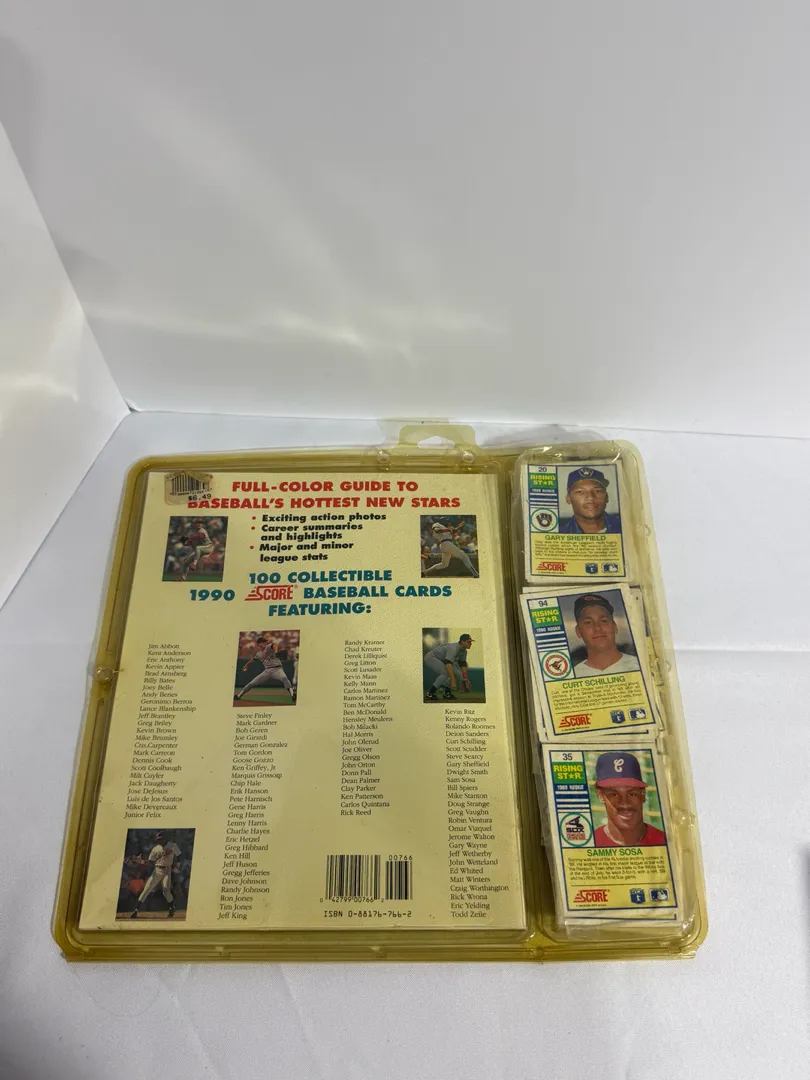 $6.49
FULL-COLOR GUIDE TO
BASEBALL'S HOTTEST NEW STARS
• Exciting action photos
• Career summaries
and highlights
• Major and minor
league stats
100 COLLECTIBLE
1990 SCORE BASEBALL CARDS
FEATURING:
Jim Abbott
Kent Anderson
Eric Anthony
Kevin Appier
Brad Arnsberg
Billy Bates
Joey Belle
Andy Benes
Geronimo Berroa
Lance Blankenship
Jeff Brantley
Greg Briley
Kevin Brown
Mike Brumley
Cris Carpenter
Mark Carreon
Dennis Cook
Scott Coolbaugh
Milt Cuyler
Jack Daugherty
Jose DeJesus
Luis de los Santos
Mike Devereaux
Junior Felix
Steve Finley
Mark Gardner
Bob Geren
Joe Girardi
German Gonzalez
Tom Gordon
Goose Gozzo
Ken Griffey, Jr.
Marquis Grissom
Chip Hale
Erik Hanson
Pete Harnisch
Gene Harris
Greg Harris
Lenny Harris
Charlie Hayes
Eric Hetzel
Greg Hibbard
Ken Hill
Jeff Huson
Gregg Jefferies
Dave Johnson
Randy Johnson
Ron Jones
Tim Jones
Jeff King
Randy Kramer
Chad Kreuter
Derek Lilliquist
Greg Litton
Scott Lusader
Kevin Maas
Kelly Mann
Carlos Martinez
Ramon Martinez
Tom McCarthy
Ben McDonald
Hensley Meulens
Bob Milacki
Hal Morris
John Olerud
Joe Oliver
Gregg Olson
John Orton
Donn Pall
Dean Palmer
Clay Parker
Ken Patterson
Carlos Quintana
Rick Reed
Kevin Ritz
Kenny Rogers
Rolando Roomes
Deion Sanders
Curt Schilling
Scott Scudder
Steve Searcy
Gary Sheffield
Dwight Smith
Sam Sosa
Bill Spiers
Mike Stanton
Doug Strange
Greg Vaughn
Robin Ventura
Omar Vizquel
Jerome Walton
Gary Wayne
Jeff Wetherby
John Wetteland
Ed Whited
Matt Winters
Craig Worthington
Rick Wrona
Eric Yelding
Todd Zeile
00766
0 42799 00766 2
ISBN 0-88176-766-2
20
RISING
STAR
1989 ROOKIE
GARY SHEFFIELD
SCORE
94
RISING
STAR
1990 ROOKIE
CURT SCHILLING
SCORE
35
RISING
STAR
1989 ROOKIE
SOX
SAMMY SOSA
SCORE